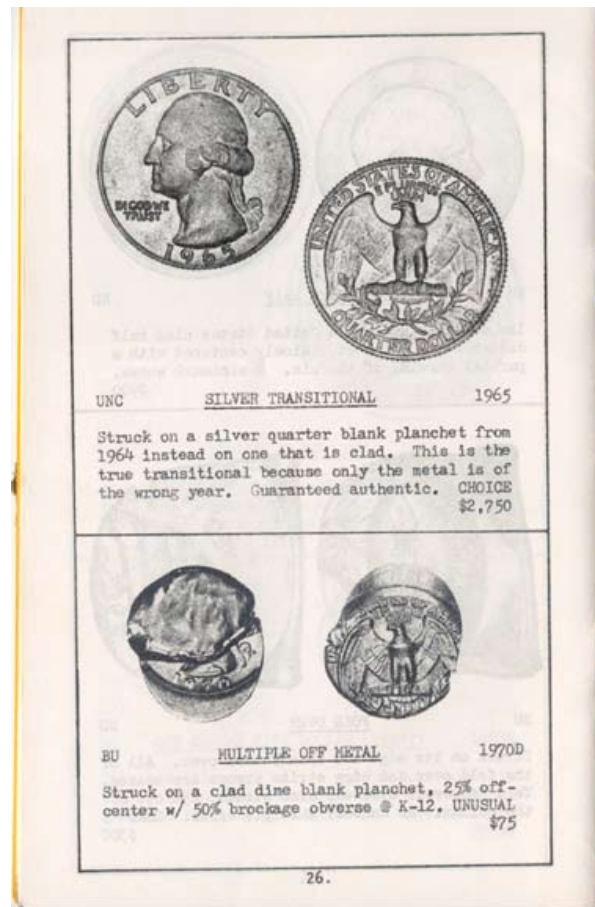 LIBERTY
IN GOD WE
TRUST
1965
UNITED STATES OF AMERICA
E PLURIBUS
UNUM
QUARTER DOLLAR
UNC SILVER TRANSITIONAL 1965
Struck on a silver quarter blank planchet from
1964 instead on one that is clad. This is the
true transitional because only the metal is of
the wrong year. Guaranteed authentic. CHOICE
$2,750
BU MULTIPLE OFF METAL 1970D
Struck on a clad dime blank planchet, 25% off-
center w/ 50% brockage obverse @ K-12. UNUSUAL
$75
26.